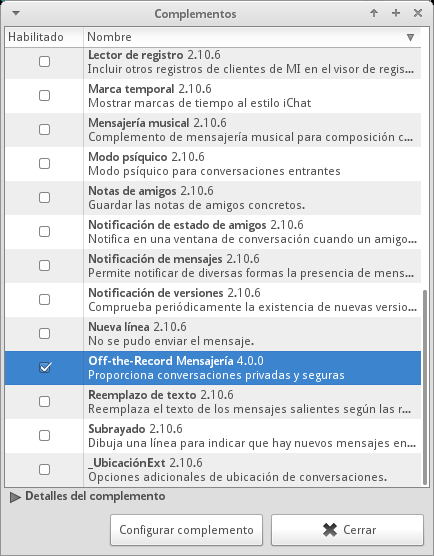 Complementos
Habilitado Nombre
Lector de registro 2.10.6
Incluir otros registros de clientes de MI en el visor de regis...
Marca temporal 2.10.6
Mostrar marcas de tiempo al estilo iChat
Mensajería musical 2.10.6
Complemento de mensajería musical para composición c...
Modo psíquico 2.10.6
Modo psíquico para conversaciones entrantes
Notas de amigos 2.10.6
Guardar las notas de amigos concretos.
Notificación de estado de amigos 2.10.6
Notifica en una ventana de conversación cuando un amigo...
Notificación de mensajes 2.10.6
Permite notificar de diversas formas la presencia de mens...
Notificación de versiones 2.10.6
Comprueba periódicamente la existencia de nuevas versio...
Nueva línea 2.10.6
No se pudo enviar el mensaje.
Off-the-Record Mensajería 4.0.0
Proporciona conversaciones privadas y seguras
Reemplazo de texto 2.10.6
Reemplaza el texto de los mensajes salientes según las r...
Subrayado 2.10.6
Dibuja una línea para indicar que hay nuevos mensajes en...
_UbicaciónExt 2.10.6
Opciones adicionales de ubicación de conversaciones.
Detalles del complemento
Configurar complemento Cerrar